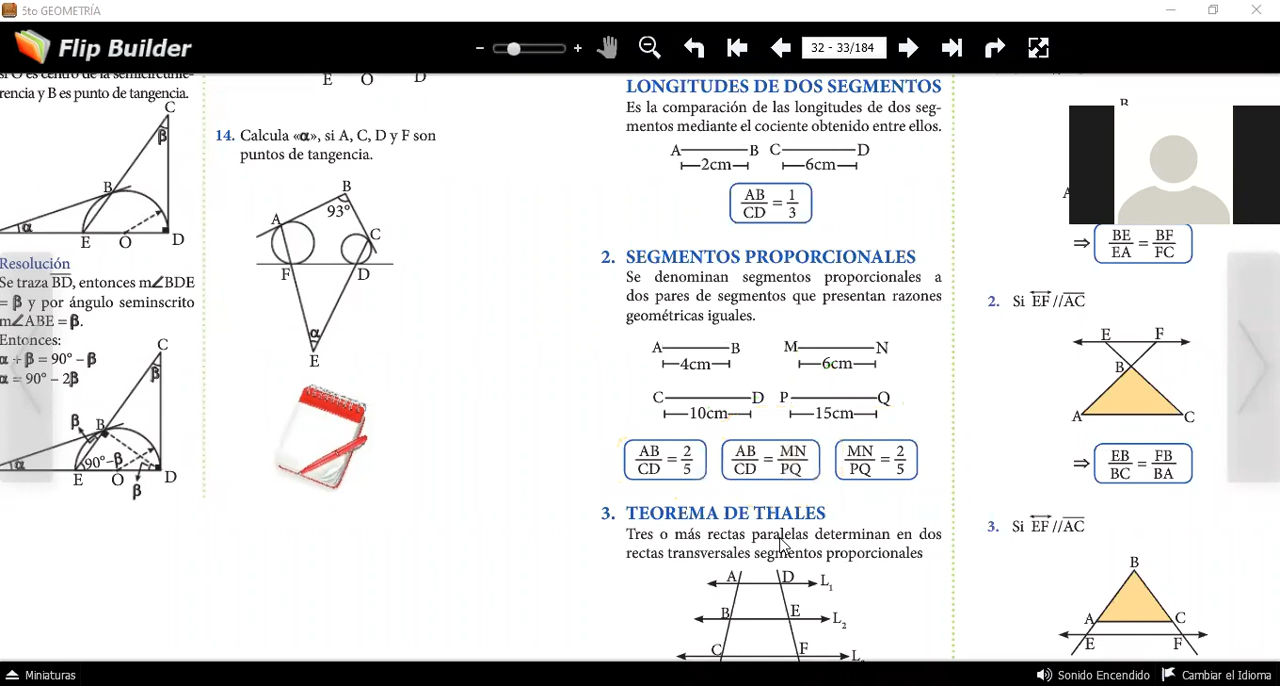 5to GEOMETRÍA
Flip Builder
32 - 33/184
si O es centro de la semicircunfe-
rencia y B es punto de tangencia.
C
β
B
α
E
O
D
Resolución
Se traza BD, entonces m∠BDE
= β y por ángulo seminscrito
m∠ABE = β.
Entonces:
α + β = 90° – β
α = 90° – 2β
C
β
β
B
α
90°–β
E
O
D
β
E O D
14. Calcula «α», si A, C, D y F son
puntos de tangencia.
B
93°
A
C
F
D
α
E
LONGITUDES DE DOS SEGMENTOS
Es la comparación de las longitudes de dos seg-
mentos mediante el cociente obtenido entre ellos.
A B C D
2cm 6cm
AB/CD = 1/3
2. SEGMENTOS PROPORCIONALES
Se denominan segmentos proporcionales a
dos pares de segmentos que presentan razones
geométricas iguales.
A B M N
4cm 6cm
C D P Q
10cm 15cm
AB/CD = 2/5 AB/CD = MN/PQ MN/PQ = 2/5
3. TEOREMA DE THALES
Tres o más rectas paralelas determinan en dos
rectas transversales segmentos proporcionales
A D L₁
B E L₂
C F L
B
A
⇒ BE/EA = BF/FC
2. Si EF // AC
E F
B
A C
⇒ EB/BC = FB/BA
3. Si EF // AC
B
A C
E F
Miniaturas
Sonido Encendido
Cambiar el Idioma